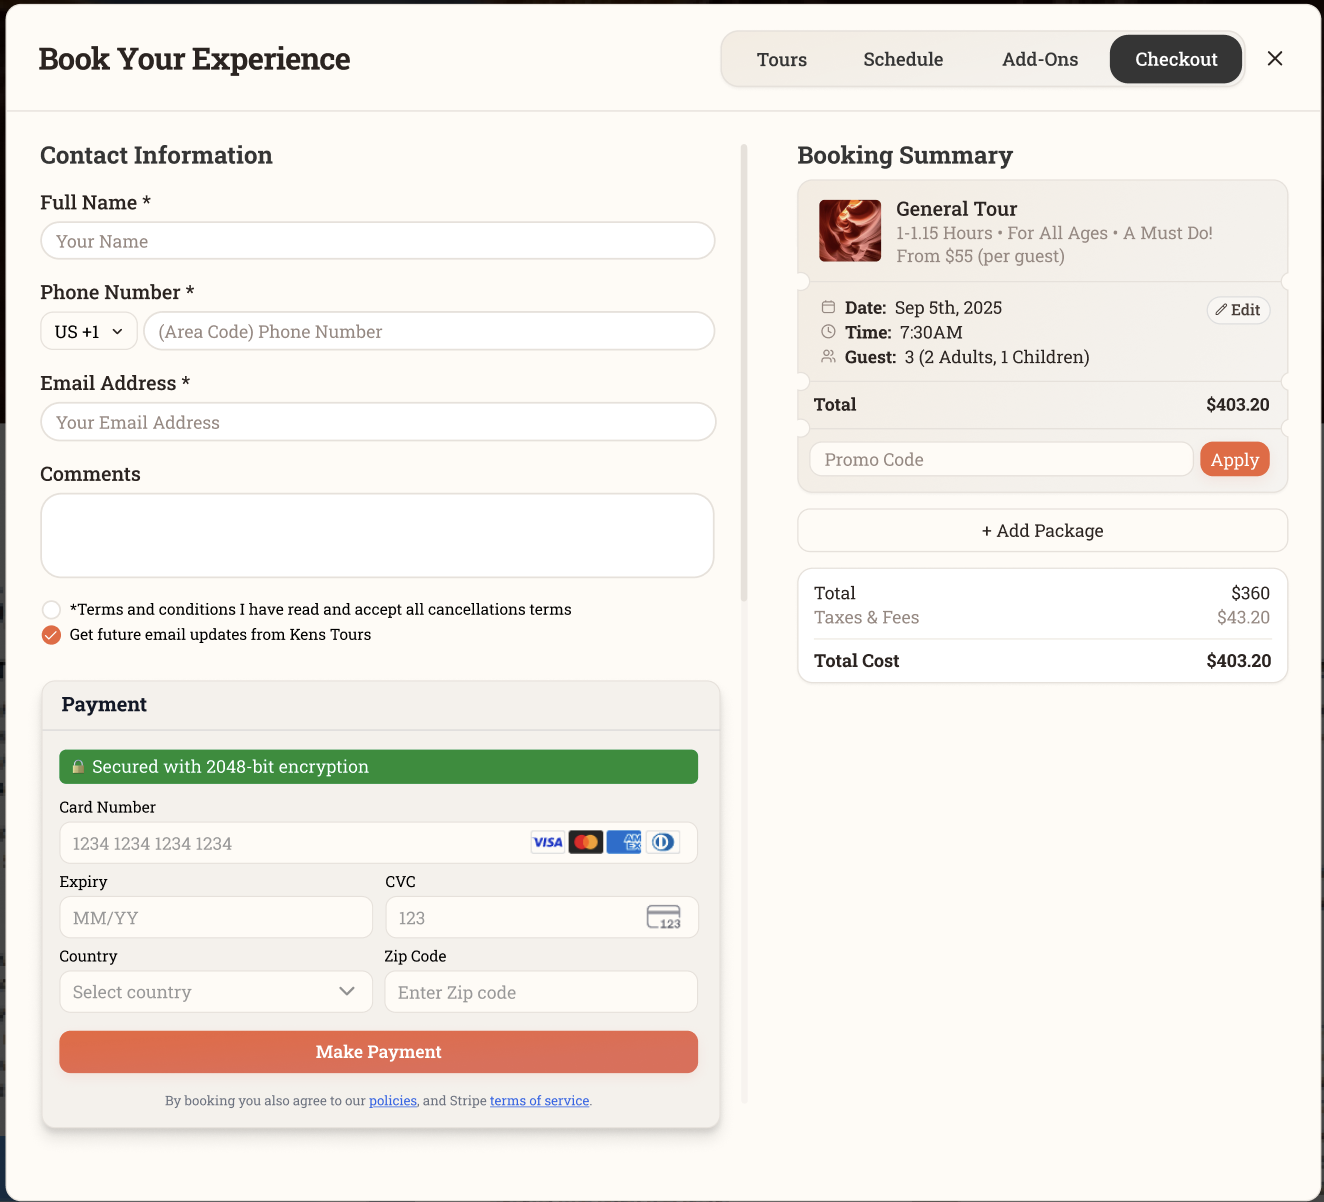 Book Your Experience
Tours
Schedule
Add-Ons
Checkout
Contact Information
Full Name *
Your Name
Phone Number *
US +1
(Area Code) Phone Number
Email Address *
Your Email Address
Comments
*Terms and conditions I have read and accept all cancellations terms
Get future email updates from Kens Tours
Payment
Secured with 2048-bit encryption
Card Number
1234 1234 1234 1234
VISA
AM EX
Expiry
CVC
MM/YY
123
123
Country
Zip Code
Select country
Enter Zip code
Make Payment
By booking you also agree to our policies, and Stripe terms of service.
Booking Summary
General Tour
1-1.15 Hours • For All Ages • A Must Do!
From $55 (per guest)
Date: Sep 5th, 2025
Edit
Time: 7:30AM
Guest: 3 (2 Adults, 1 Children)
Total $403.20
Promo Code
Apply
+ Add Package
Total $360
Taxes & Fees $43.20
Total Cost $403.20